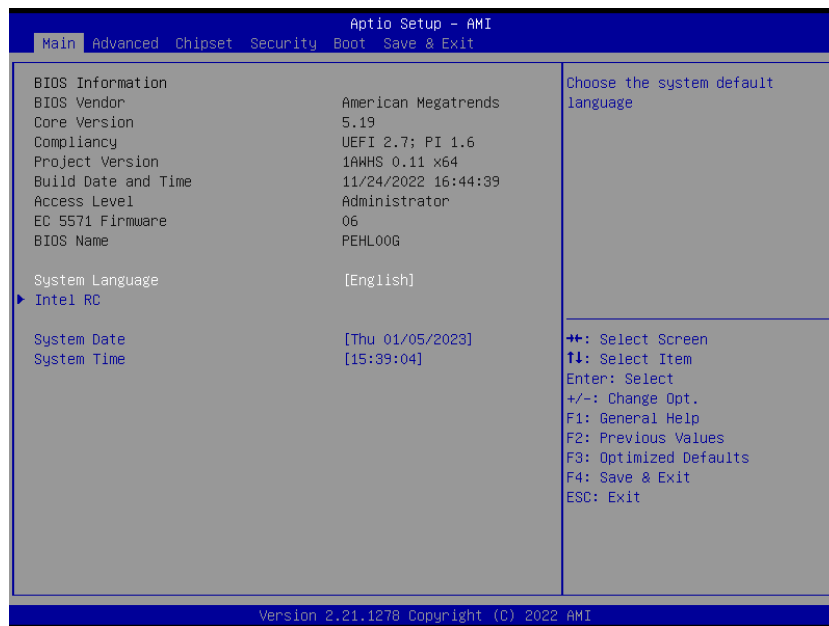 Aptio Setup – AMI
Main Advanced Chipset Security Boot Save & Exit
BIOS Information
BIOS Vendor American Megatrends
Core Version 5.19
Compliancy UEFI 2.7; PI 1.6
Project Version 1AWHS 0.11 x64
Build Date and Time 11/24/2022 16:44:39
Access Level Administrator
EC 5571 Firmware 06
BIOS Name PEHL00G
System Language [English]
Intel RC
System Date [Thu 01/05/2023]
System Time [15:39:04]
Choose the system default
language
→←: Select Screen
↑↓: Select Item
Enter: Select
+/-: Change Opt.
F1: General Help
F2: Previous Values
F3: Optimized Defaults
F4: Save & Exit
ESC: Exit
Version 2.21.1278 Copyright (C) 2022 AMI